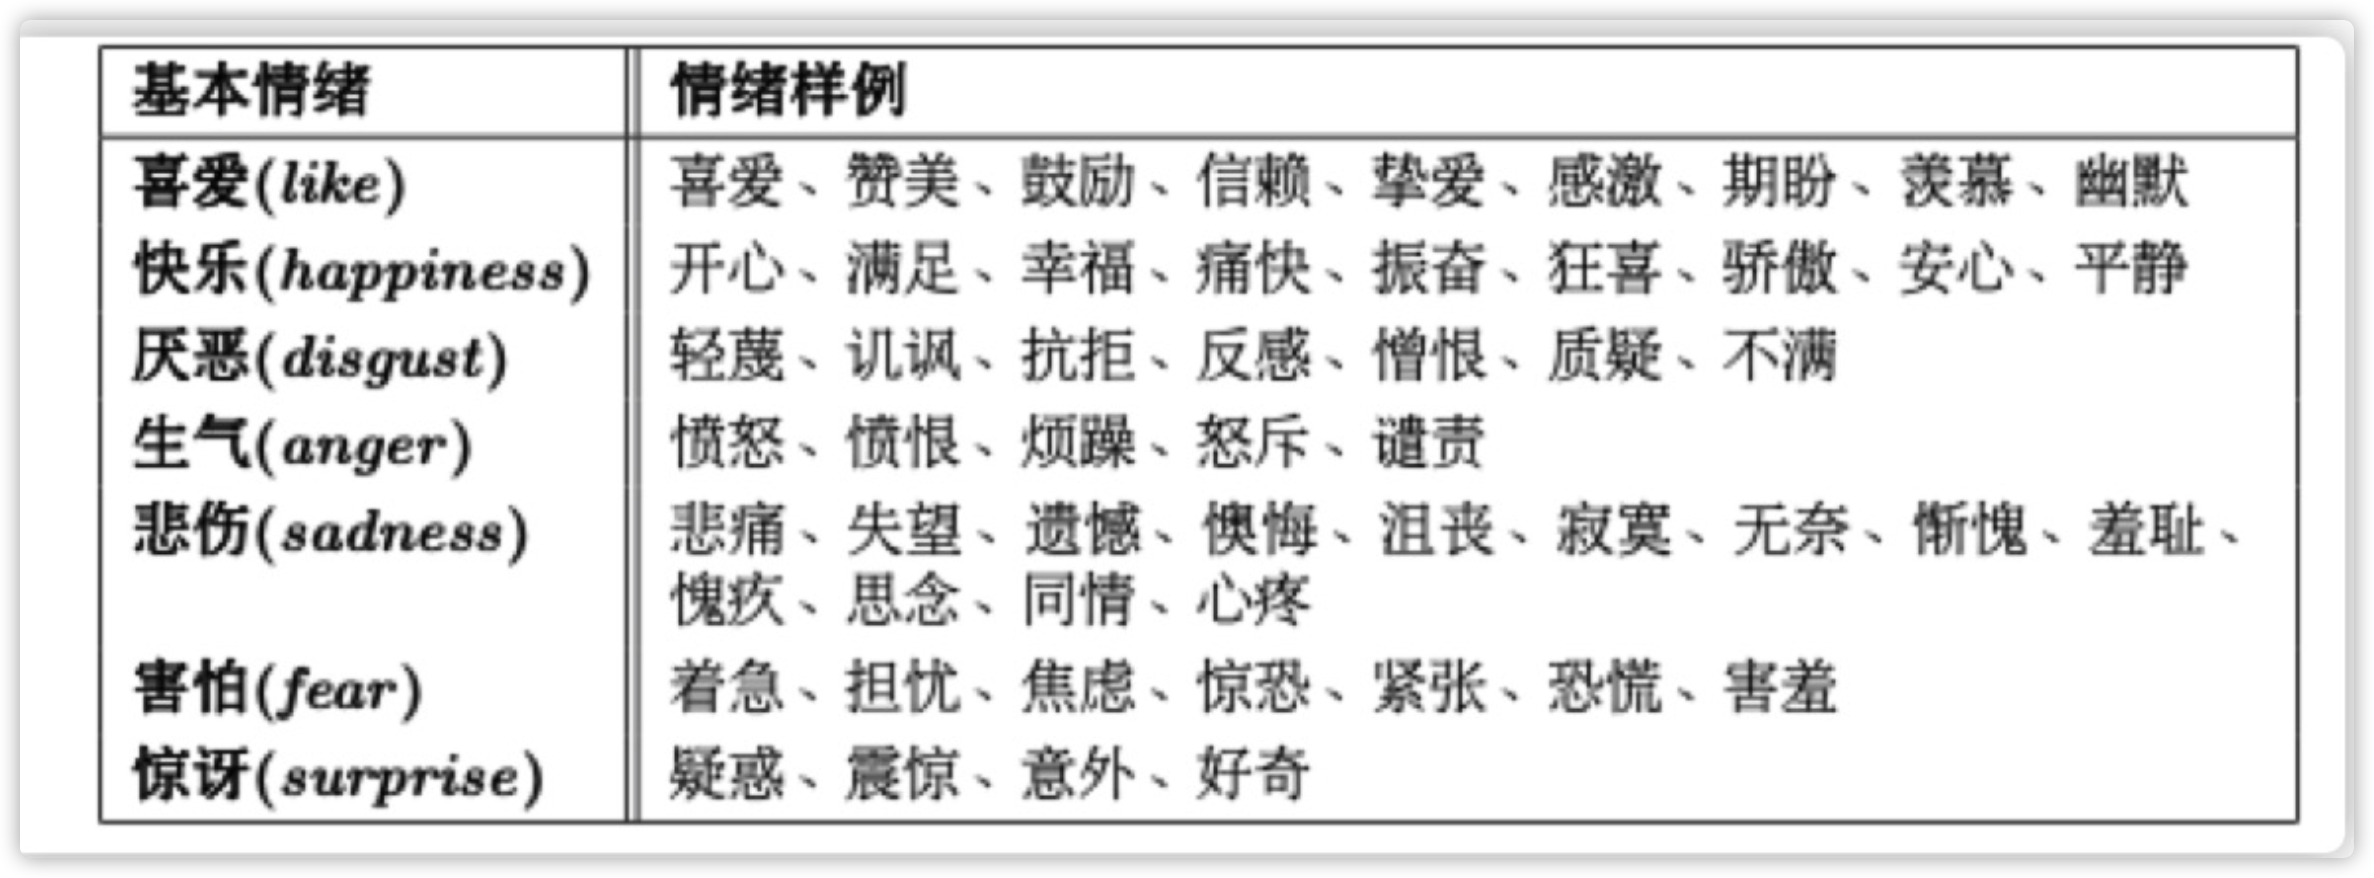 基本情绪 情绪样例
喜爱(like) 喜爱、赞美、鼓励、信赖、挚爱、感激、期盼、羡慕、幽默
快乐(happiness) 开心、满足、幸福、痛快、振奋、狂喜、骄傲、安心、平静
厌恶(disgust) 轻蔑、讥讽、抗拒、反感、憎恨、质疑、不满
生气(anger) 愤怒、愤恨、烦躁、怒斥、谴责
悲伤(sadness) 悲痛、失望、遗憾、懊悔、沮丧、寂寞、无奈、惭愧、羞耻、
愧疚、思念、同情、心疼
害怕(fear) 着急、担忧、焦虑、惊恐、紧张、恐慌、害羞
惊讶(surprise) 疑惑、震惊、意外、好奇